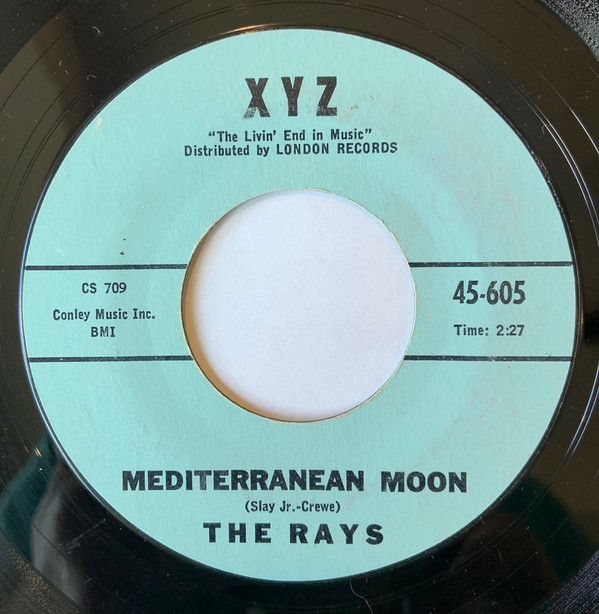 XYZ
"The Livin' End in Music"
Distributed by LONDON RECORDS
CS 709
Conley Music Inc.
BMI
45-605
Time: 2:27
MEDITERRANEAN MOON
(Slay Jr.-Crewe)
THE RAYS